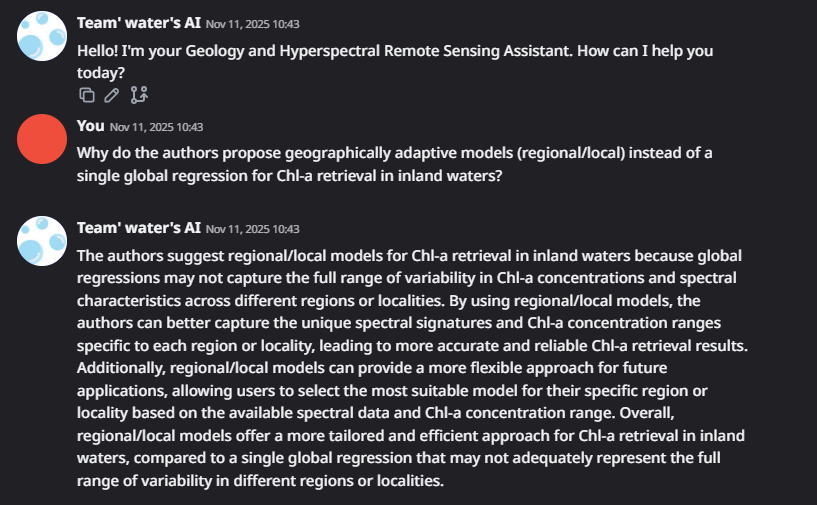 Team' water's AI Nov 11, 2025 10:43
Hello! I'm your Geology and Hyperspectral Remote Sensing Assistant. How can I help you
today?
You Nov 11, 2025 10:43
Why do the authors propose geographically adaptive models (regional/local) instead of a
single global regression for Chl-a retrieval in inland waters?
Team' water's AI Nov 11, 2025 10:43
The authors suggest regional/local models for Chl-a retrieval in inland waters because global
regressions may not capture the full range of variability in Chl-a concentrations and spectral
characteristics across different regions or localities. By using regional/local models, the
authors can better capture the unique spectral signatures and Chl-a concentration ranges
specific to each region or locality, leading to more accurate and reliable Chl-a retrieval results.
Additionally, regional/local models can provide a more flexible approach for future
applications, allowing users to select the most suitable model for their specific region or
locality based on the available spectral data and Chl-a concentration range. Overall,
regional/local models offer a more tailored and efficient approach for Chl-a retrieval in inland
waters, compared to a single global regression that may not adequately represent the full
range of variability in different regions or localities.